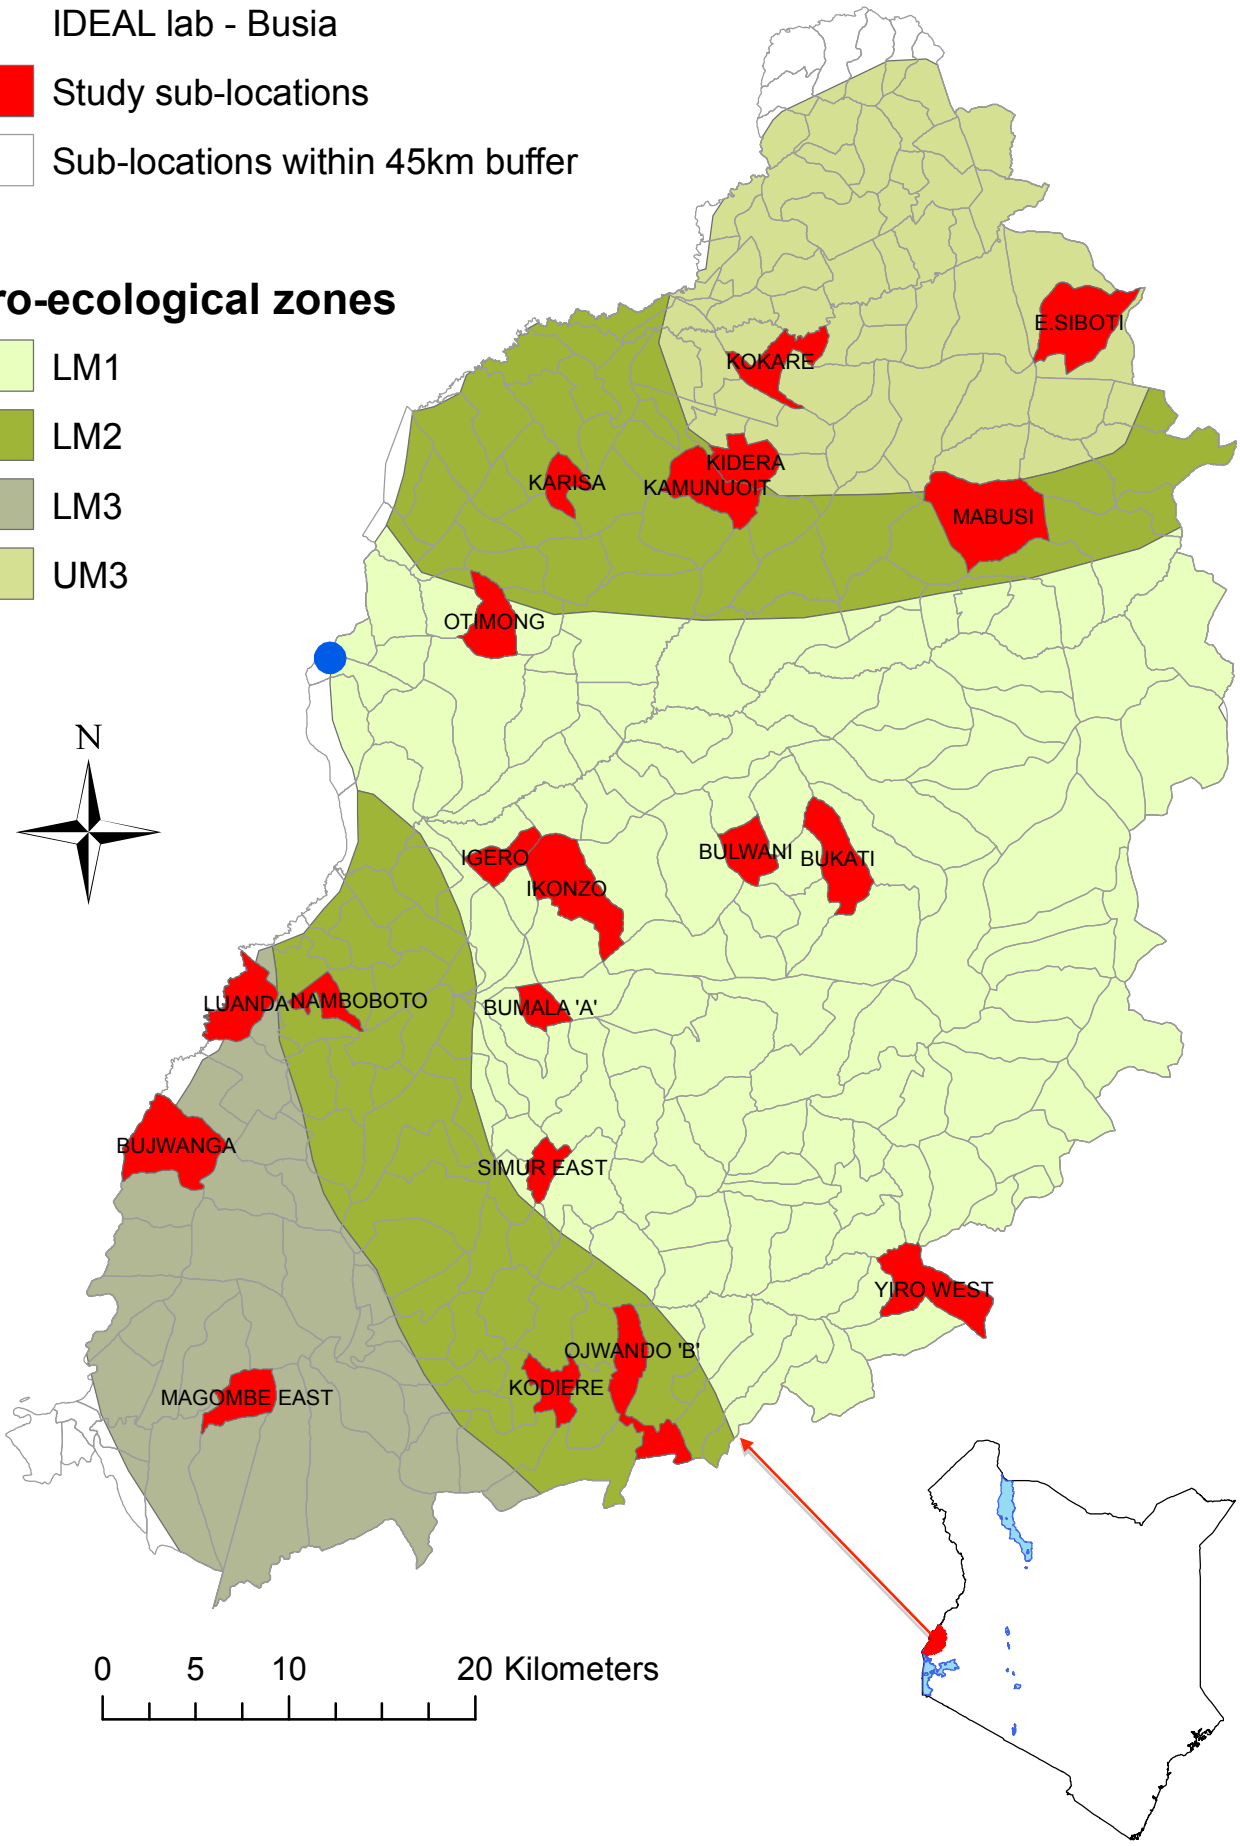 IDEAL lab - Busia
Study sub-locations
Sub-locations within 45km buffer
ro-ecological zones
LM1
LM2
LM3
UM3
E.SIBOTI
KOKARE
KIDERA
KARISA
KAMUNUOIT
MABUSI
OTIMONG
N
IGERO
BULWANI
BUKATI
IKONZO
LUANDA
NAMBOBOTO
BUMALA 'A'
BUJWANGA
SIMUR EAST
YIRO WEST
OJWANDO 'B'
KODIERE
MAGOMBE EAST
0 5 10 20 Kilometers